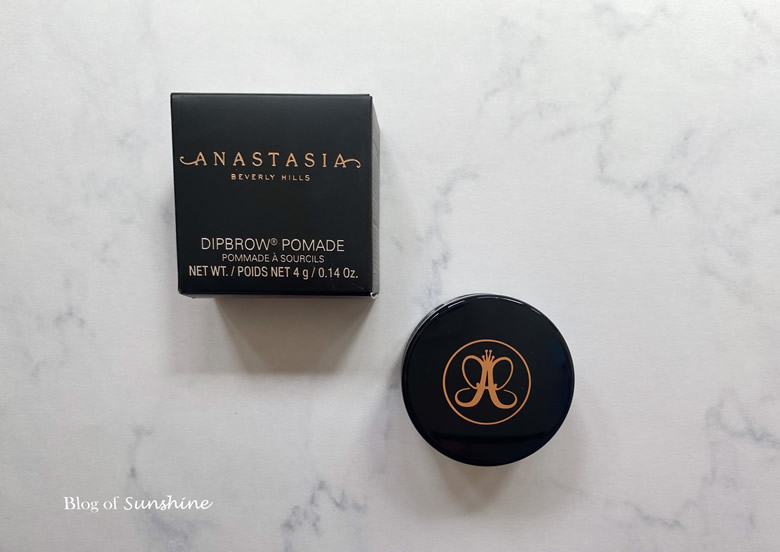 ANASTASIA
BEVERLY HILLS
DIPBROW® POMADE
POMMADE À SOURCILS
NET WT. / POIDS NET 4 g / 0.14 Oz.
A
Blog of Sunshine